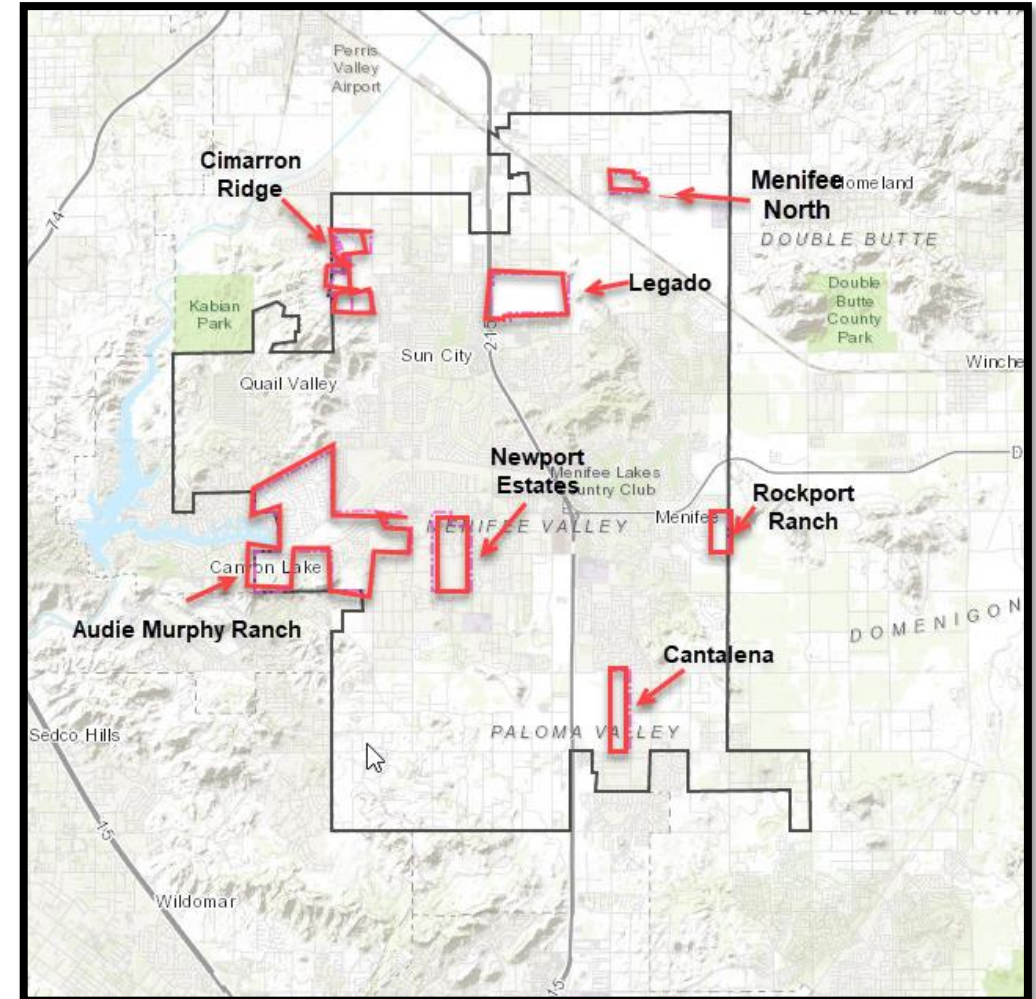 Perris
Valley
Airport
Cimarron
Ridge
74
Menifee
North
omeland
DOUBLE BUTTE
Kabian
Park
Legado
Double
Butte
County
Park
215
Sun City
Winche
Quail Valley
Newport
Estates
Menifee Lakes
untry Club
Rockport
Ranch
MENIFEE VALLEY
Menifee
Canyon Lake
Audie Murphy Ranch
DOMENIGON
Cantalena
Sedco Hills
PALOMA VALLEY
15
Wildomar
15